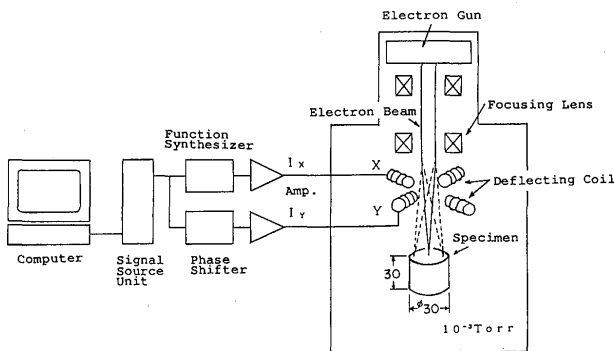 Electron Gun
Electron Beam
Focusing Lens
Function
Synthesizer
I X
X
Amp.
Deflecting Coil
I Y
Y
Specimen
Computer
Signal
Source
Unit
Phase
Shifter
30
ø30
10⁻³Torr